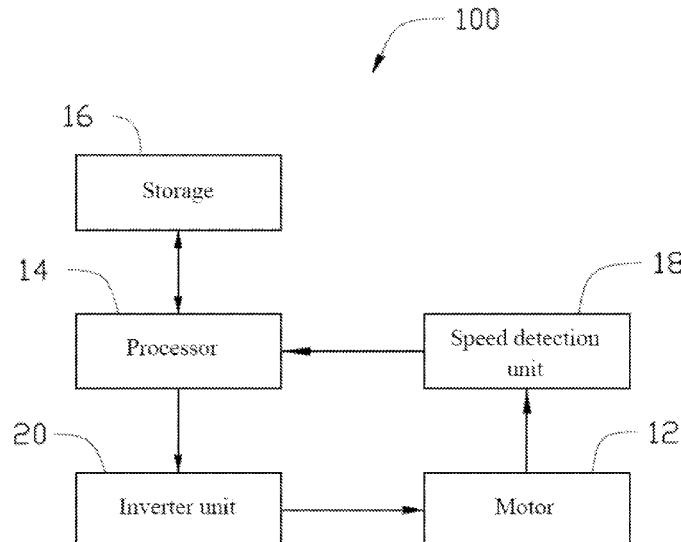 100
16
Storage
14
18
Processor
Speed detection
unit
20
12
Inverter unit
Motor